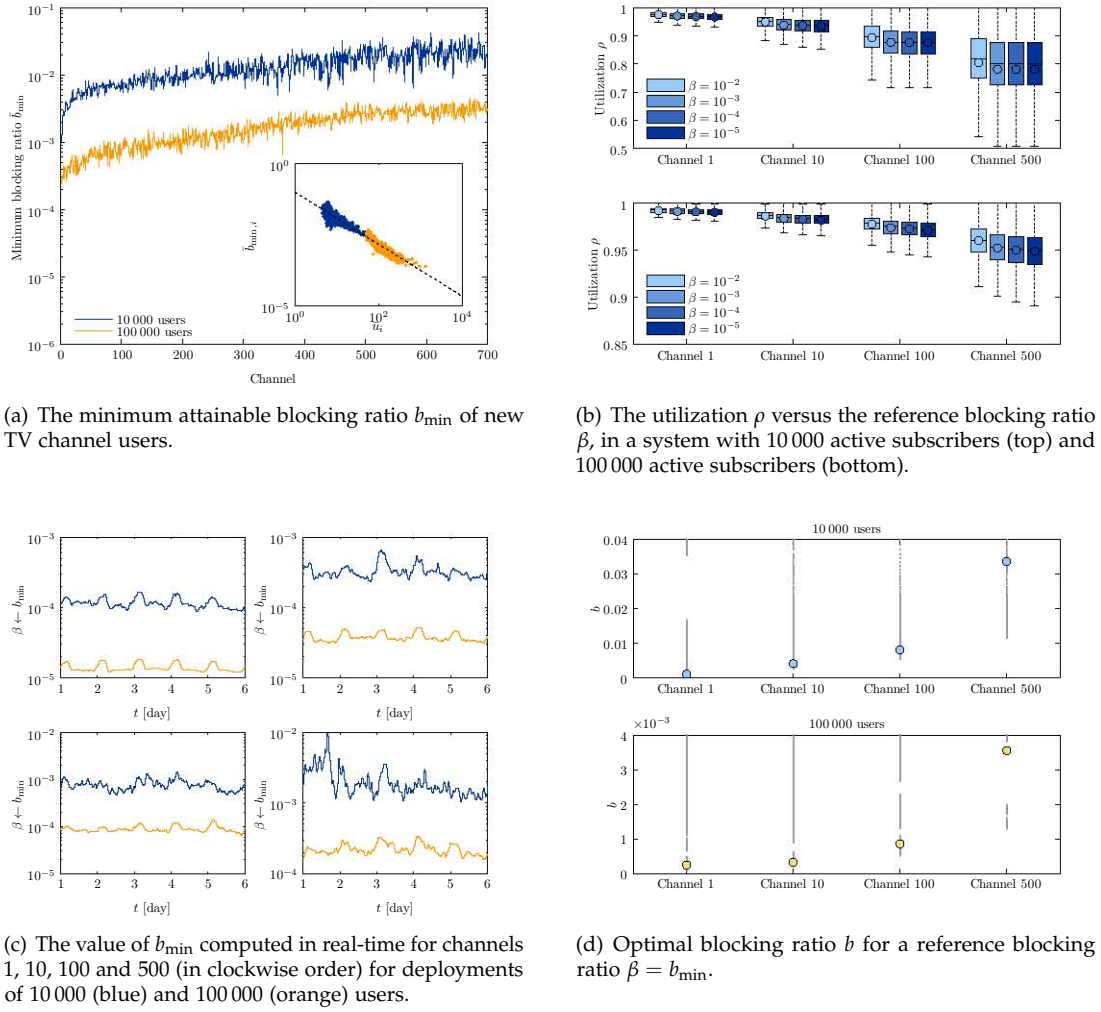 10^{-1}
10^{-2}
10^{-3}
10^{-4}
10^{-5}
10^{-6}
Minimum blocking ratio b̄_min
10^0
10^{-5}
b̄_{min,i}
10^0
10^2
10^4
ū_i
10 000 users
100 000 users
0
100
200
300
400
500
600
700
Channel
(a) The minimum attainable blocking ratio b_min of new
TV channel users.
1
0.9
0.8
0.7
0.6
0.5
Utilization ρ
β = 10^{-2}
β = 10^{-3}
β = 10^{-4}
β = 10^{-5}
Channel 1
Channel 10
Channel 100
Channel 500
1
0.95
0.9
0.85
Utilization ρ
β = 10^{-2}
β = 10^{-3}
β = 10^{-4}
β = 10^{-5}
Channel 1
Channel 10
Channel 100
Channel 500
(b) The utilization ρ versus the reference blocking ratio
β, in a system with 10 000 active subscribers (top) and
100 000 active subscribers (bottom).
10^{-3}
10^{-4}
10^{-5}
β ← b_min
1
2
3
4
5
6
t [day]
10^{-3}
10^{-4}
10^{-5}
β ← b_min
1
2
3
4
5
6
t [day]
10^{-2}
10^{-3}
10^{-4}
10^{-5}
β ← b_min
1
2
3
4
5
6
t [day]
10^{-2}
10^{-3}
10^{-4}
β ← b_min
1
2
3
4
5
6
t [day]
(c) The value of b_min computed in real-time for channels
1, 10, 100 and 500 (in clockwise order) for deployments
of 10 000 (blue) and 100 000 (orange) users.
10 000 users
0.04
0.03
0.02
0.01
0
b
Channel 1
Channel 10
Channel 100
Channel 500
×10^{-3}
100 000 users
4
3
2
1
0
b
Channel 1
Channel 10
Channel 100
Channel 500
(d) Optimal blocking ratio b for a reference blocking
ratio β = b_min.